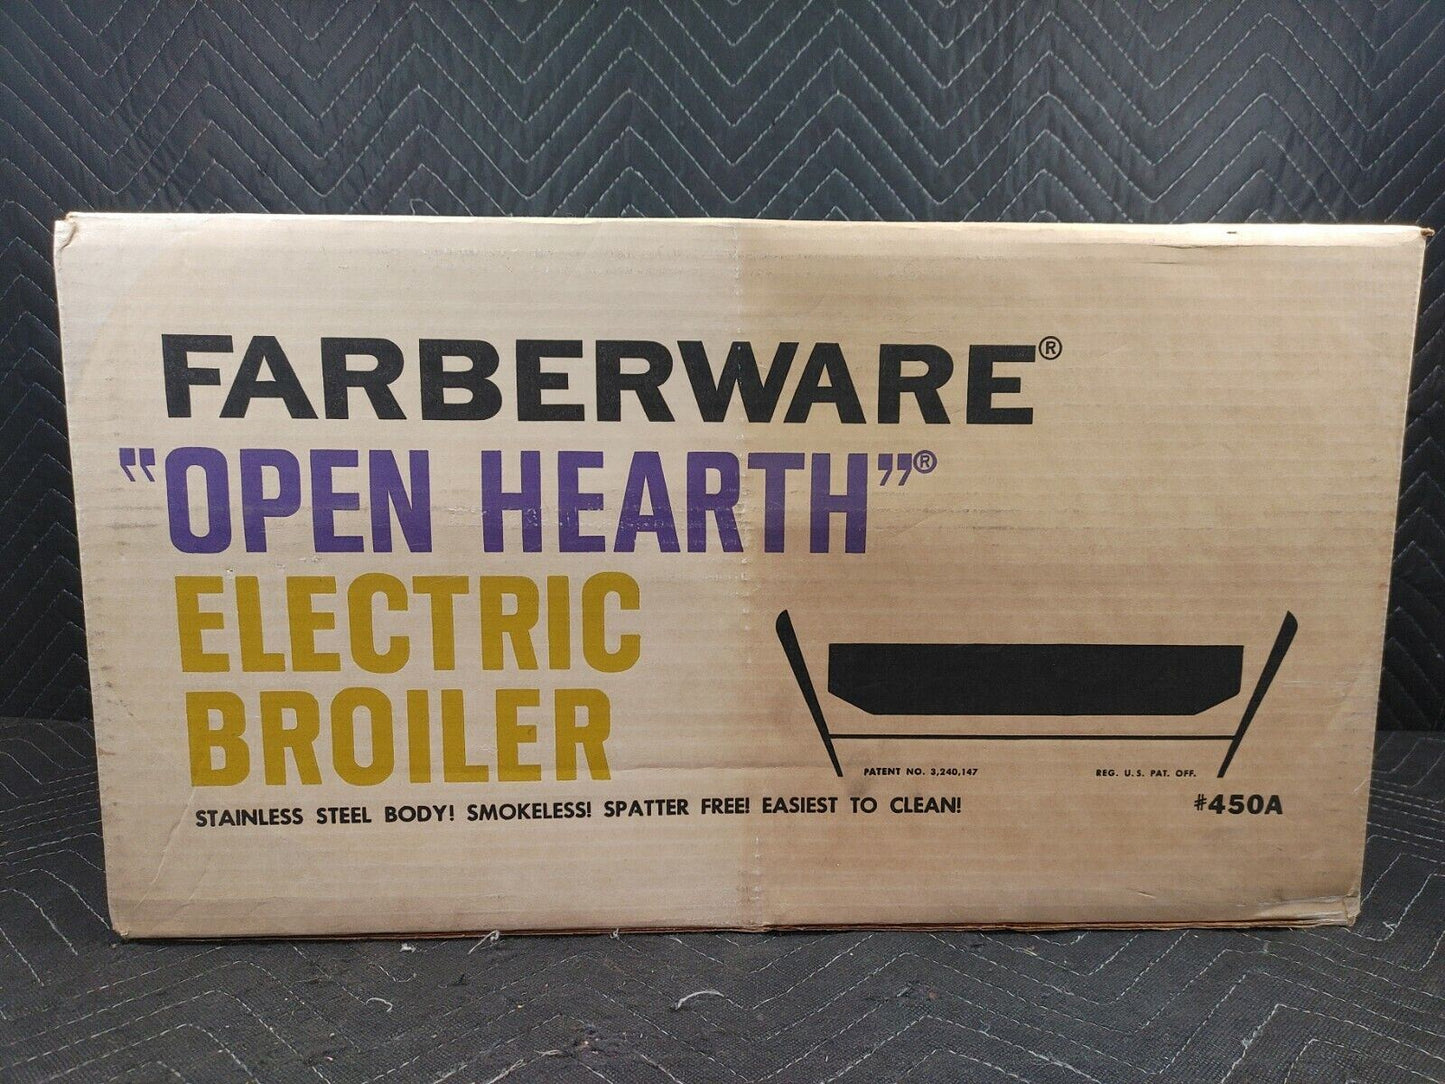 FARBERWARE®
"OPEN HEARTH"®
ELECTRIC
BROILER
PATENT NO. 3,240,147 REG. U.S. PAT. OFF.
STAINLESS STEEL BODY! SMOKELESS! SPATTER FREE! EASIEST TO CLEAN! #450A